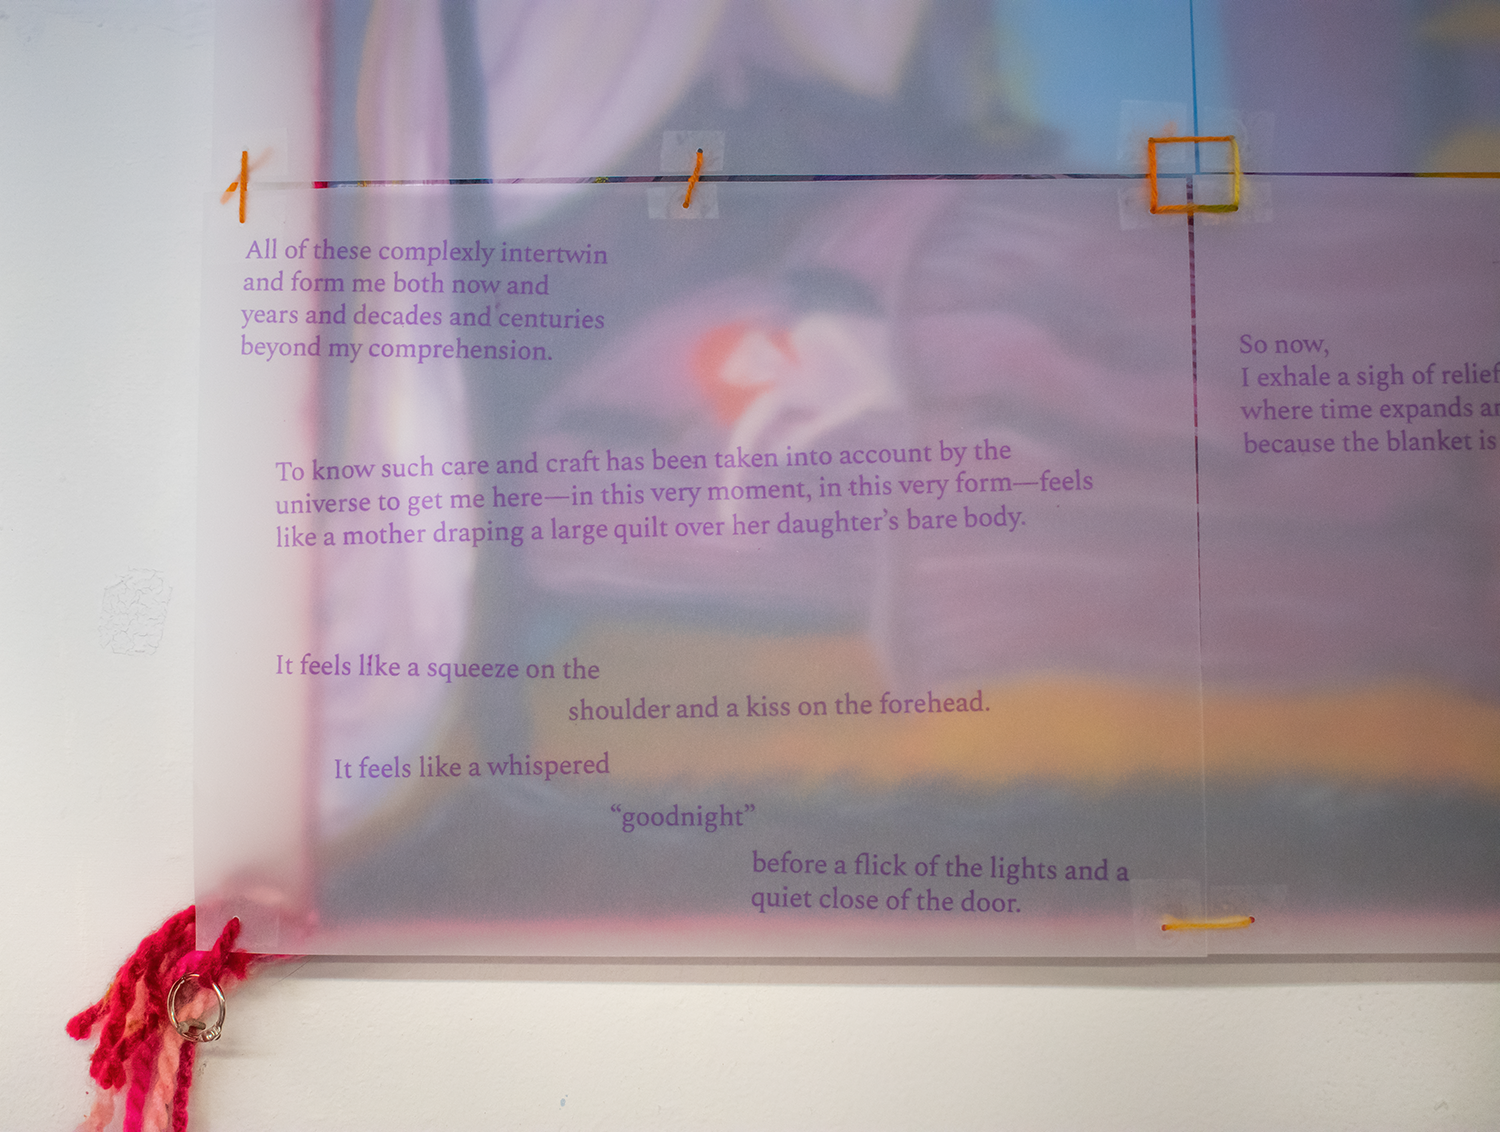 All of these complexly intertwin
and form me both now and
years and decades and centuries
beyond my comprehension.
To know such care and craft has been taken into account by the
universe to get me here—in this very moment, in this very form—feels
like a mother draping a large quilt over her daughter’s bare body.
It feels like a squeeze on the
shoulder and a kiss on the forehead.
It feels like a whispered
“goodnight”
before a flick of the lights and a
quiet close of the door.
So now,
I exhale a sigh of relief
where time expands
because the blanket is